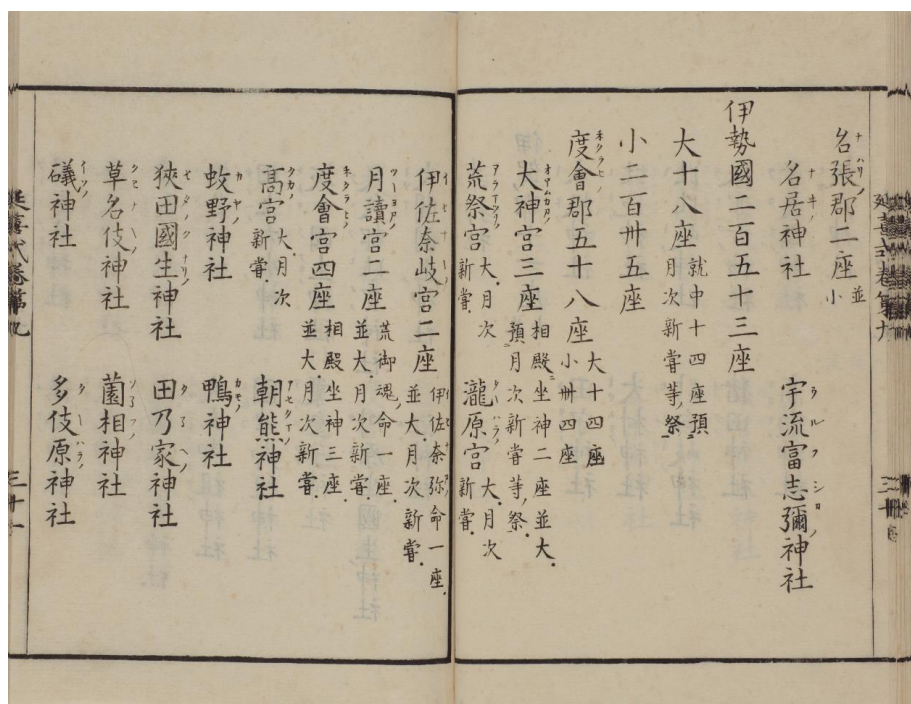 名張郡二座並小
名居神社 宇流富志彌神社
伊勢國二百五十三座
大十八座就中十四座預月次新嘗等祭
小二百卅五座
度會郡五十八座大十四座小卌四座
大神宮三座相殿坐神二座並大預月次新嘗等祭
荒祭宮大月次新嘗 瀧原宮大月次新嘗
伊佐奈岐宮二座伊佐奈弥命一座並大月次新嘗
月讀宮二座荒御魂命一座並大月次新嘗
度會宮四座相殿坐神三座並大月次新嘗
高宮大月次新嘗 朝熊神社
蚊野神社 鴨神社
狹田國生神社 田乃家神社
草名伎神社 薗相神社
礒神社 多伎原神社
延喜式卷第九